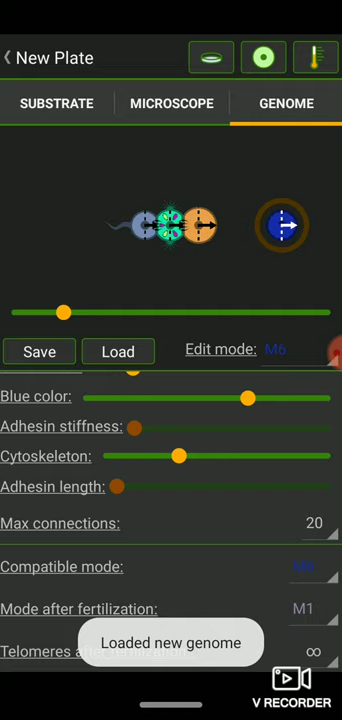 New Plate
SUBSTRATE MICROSCOPE GENOME
Save Load Edit mode: M6
Blue color:
Adhesin stiffness:
Cytoskeleton:
Adhesin length:
Max connections: 20
Compatible mode:
Mode after fertilization: M1
Loaded new genome
Telomeres ∞
V RECORDER